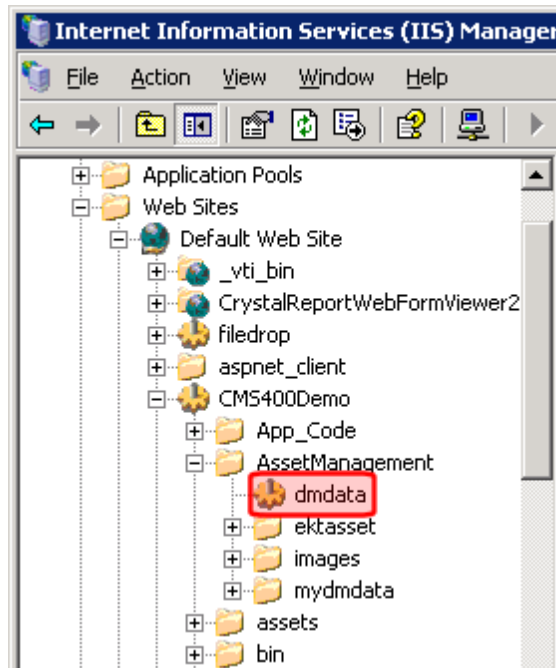 Internet Information Services (IIS) Manager
File Action View Window Help
Application Pools
Web Sites
Default Web Site
_vti_bin
CrystalReportWebFormViewer2
filedrop
aspnet_client
CMS400Demo
App_Code
AssetManagement
dmdata
ektasset
images
mydmdata
assets
bin